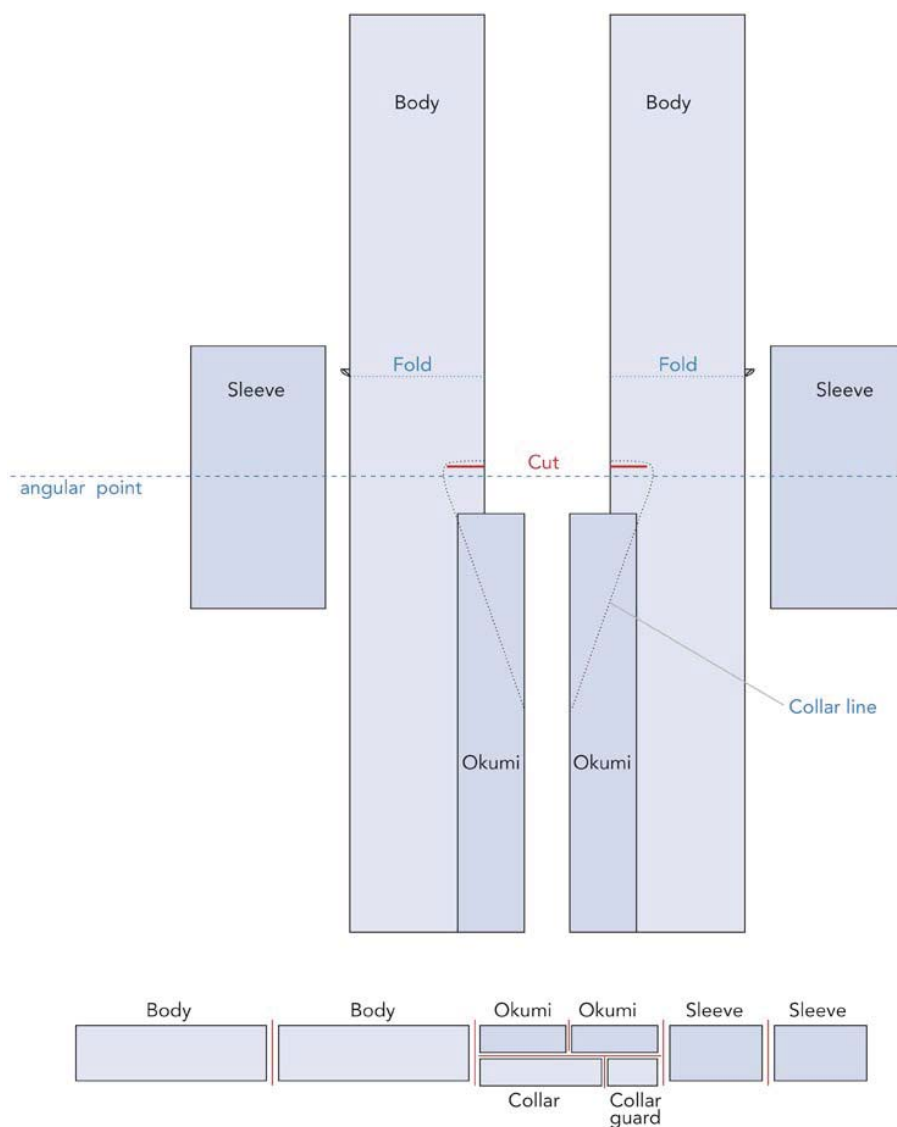 Body
Body
Fold
Fold
Sleeve
Sleeve
Cut
angular point
Collar line
Okumi
Okumi
Body
Body
Okumi
Okumi
Sleeve
Sleeve
Collar
Collar
guard